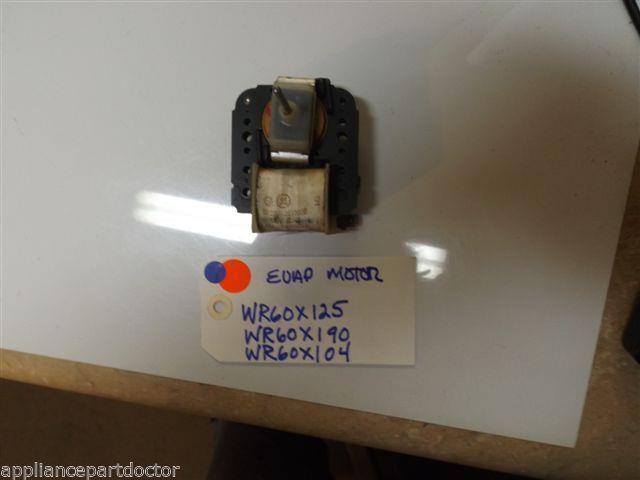 EVAP MOTOR
WR60X125
WR60X190
WR60X104
appliancepartdoctor